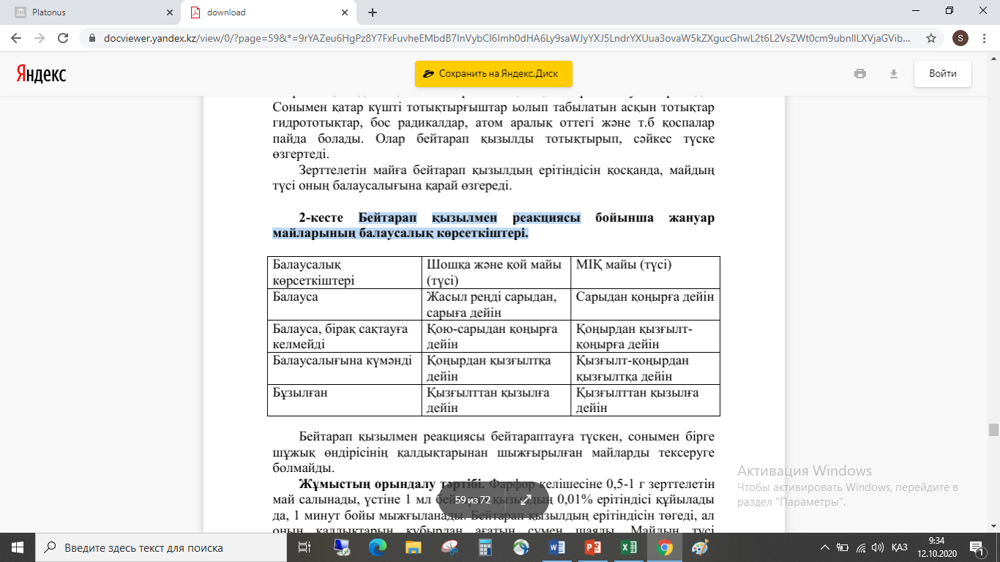 Platonus
download
docviewer.yandex.kz/view/0/?page=59&*=9rYAZeu6HgPz8Y7FxFuvheEMbdB7InVybCI6Imh0dHA6Ly9saWJyYXJ5LndrYXUua3ovaW5kZXgucGhwL2t6L2VsZWt0cm9ubnIILXVjaGVib...
S
Яндекс
Сохранить на Яндекс.Диск
Войти
Сонымен қатар күшті тотықтырғыштар ьолып табылатын асқын тотықтар
гидрототықтар, бос радикалдар, атом аралық оттегі және т.б қоспалар
пайда болады. Олар бейтарап қызылды тотықтырып, сәйкес түске
өзгертеді.
Зерттелетін майға бейтарап қызылдың ерітіндісін қосқанда, майдың
түсі оның балаусалығына қарай өзгереді.
2-кесте Бейтарап қызылмен реакциясы бойынша жануар
майларының балаусалық көрсеткіштері.
Балаусалық көрсеткіштері
Шошқа және қой майы (түсі)
МІҚ майы (түсі)
Балауса
Жасыл реңді сарыдан, сарыға дейін
Сарыдан қоңырға дейін
Балауса, бірақ сақтауға келмейді
Қою-сарыдан қоңырға дейін
Қоңырдан қызғылт-қоңырға дейін
Балаусалығына күмәнді
Қоңырдан қызғылтқа дейін
Қызғылт-қоңырдан қызғылтқа дейін
Бұзылған
Қызғылттан қызылға дейін
Қызғылттан қызылға дейін
Бейтарап қызылмен реакциясы бейтараптауға түскен, сонымен бірге
шұжық өндірісінің қалдықтарынан шыжғырылған майларды тексеруге
болмайды.
Жұмыстың орындалу тәртібі. Фарфор келішесіне 0,5-1 г зерттелетін
май салынады, үстіне 1 мл бейтарап қызылдың 0,01% ерітіндісі құйылады
да, 1 минут бойы мыжғыланады. Бейтарап қызылдың ерітіндісін төгеді, ал
оның қалдықтарын құбырдан ағатын сумен шаяды. Майдың түсі
59 из 72
Активация Windows
Чтобы активировать Windows, перейдите в
раздел "Параметры".
Введите здесь текст для поиска
ҚАЗ
9:34
12.10.2020
1